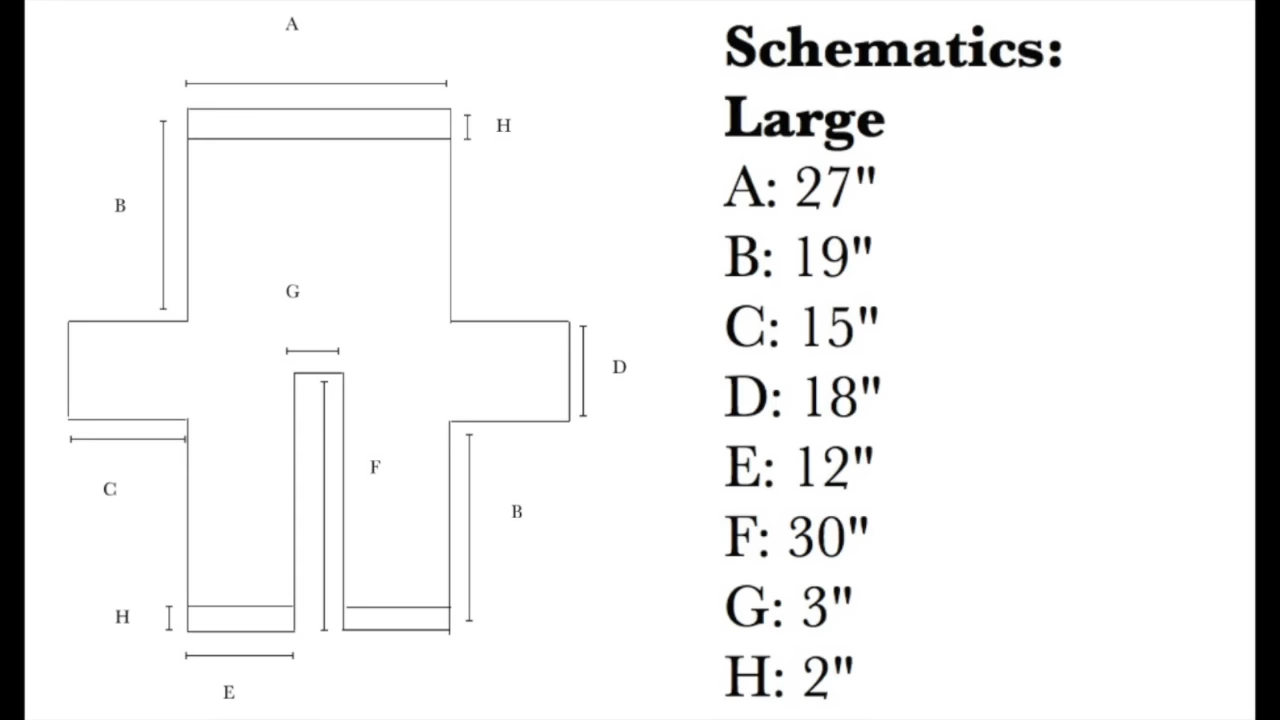 A
H
B
G
D
F
C
B
H
E
Schematics:
Large
A: 27"
B: 19"
C: 15"
D: 18"
E: 12"
F: 30"
G: 3"
H: 2"